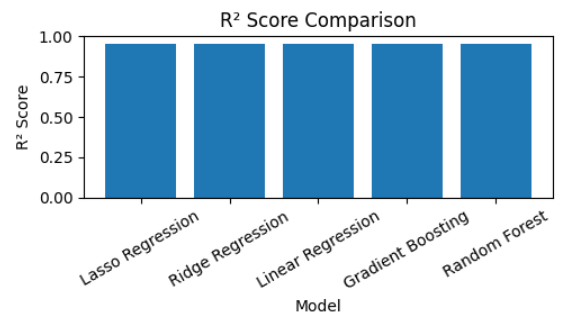 R² Score Comparison
1.00
0.75
0.50
0.25
0.00
R² Score
Lasso Regression
Ridge Regression
Linear Regression
Gradient Boosting
Random Forest
Model